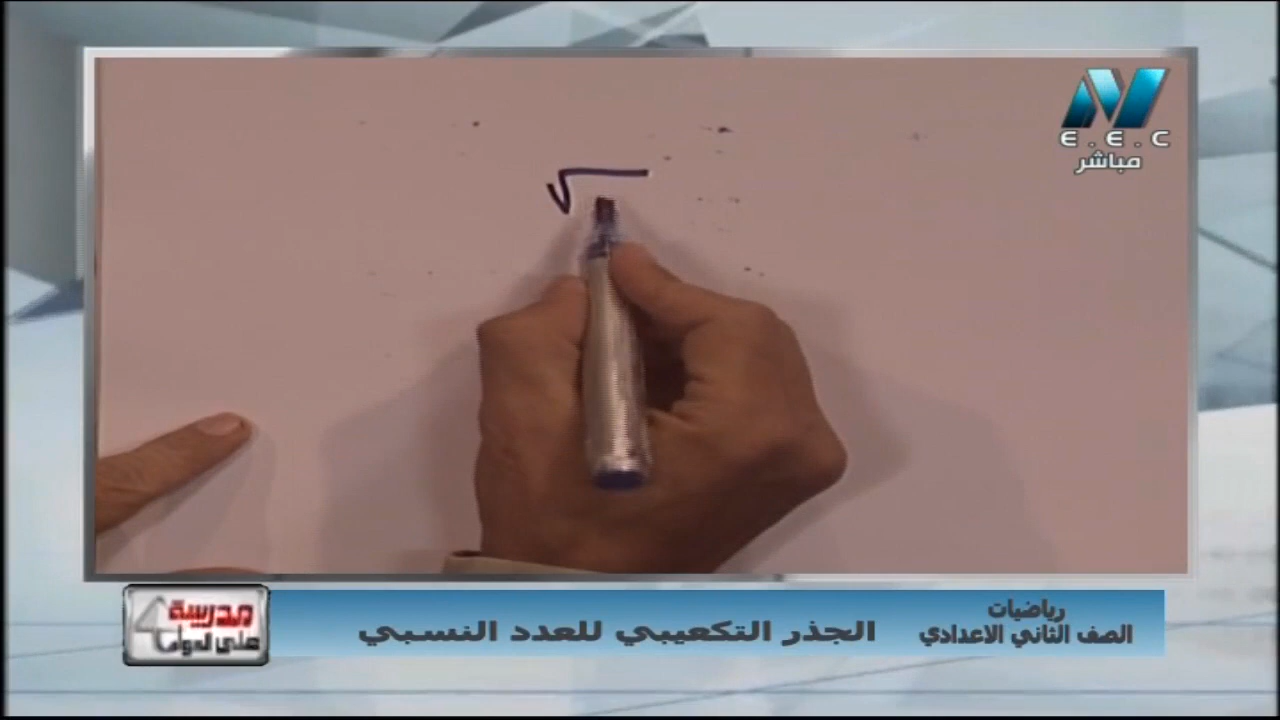 E.E.C
مباشر
√
رياضيات
الصف الثاني الاعدادي
الجذر التكعيبي للعدد النسبي
مدرسة
على الهواء